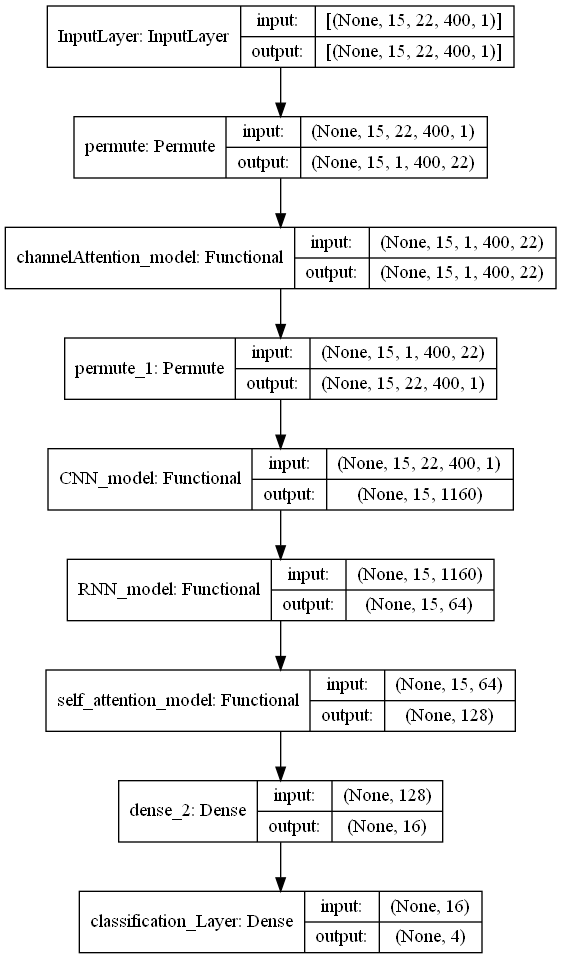 InputLayer: InputLayer
input: [(None, 15, 22, 400, 1)]
output: [(None, 15, 22, 400, 1)]
permute: Permute
input: (None, 15, 22, 400, 1)
output: (None, 15, 1, 400, 22)
channelAttention_model: Functional
input: (None, 15, 1, 400, 22)
output: (None, 15, 1, 400, 22)
permute_1: Permute
input: (None, 15, 1, 400, 22)
output: (None, 15, 22, 400, 1)
CNN_model: Functional
input: (None, 15, 22, 400, 1)
output: (None, 15, 1160)
RNN_model: Functional
input: (None, 15, 1160)
output: (None, 15, 64)
self_attention_model: Functional
input: (None, 15, 64)
output: (None, 128)
dense_2: Dense
input: (None, 128)
output: (None, 16)
classification_Layer: Dense
input: (None, 16)
output: (None, 4)